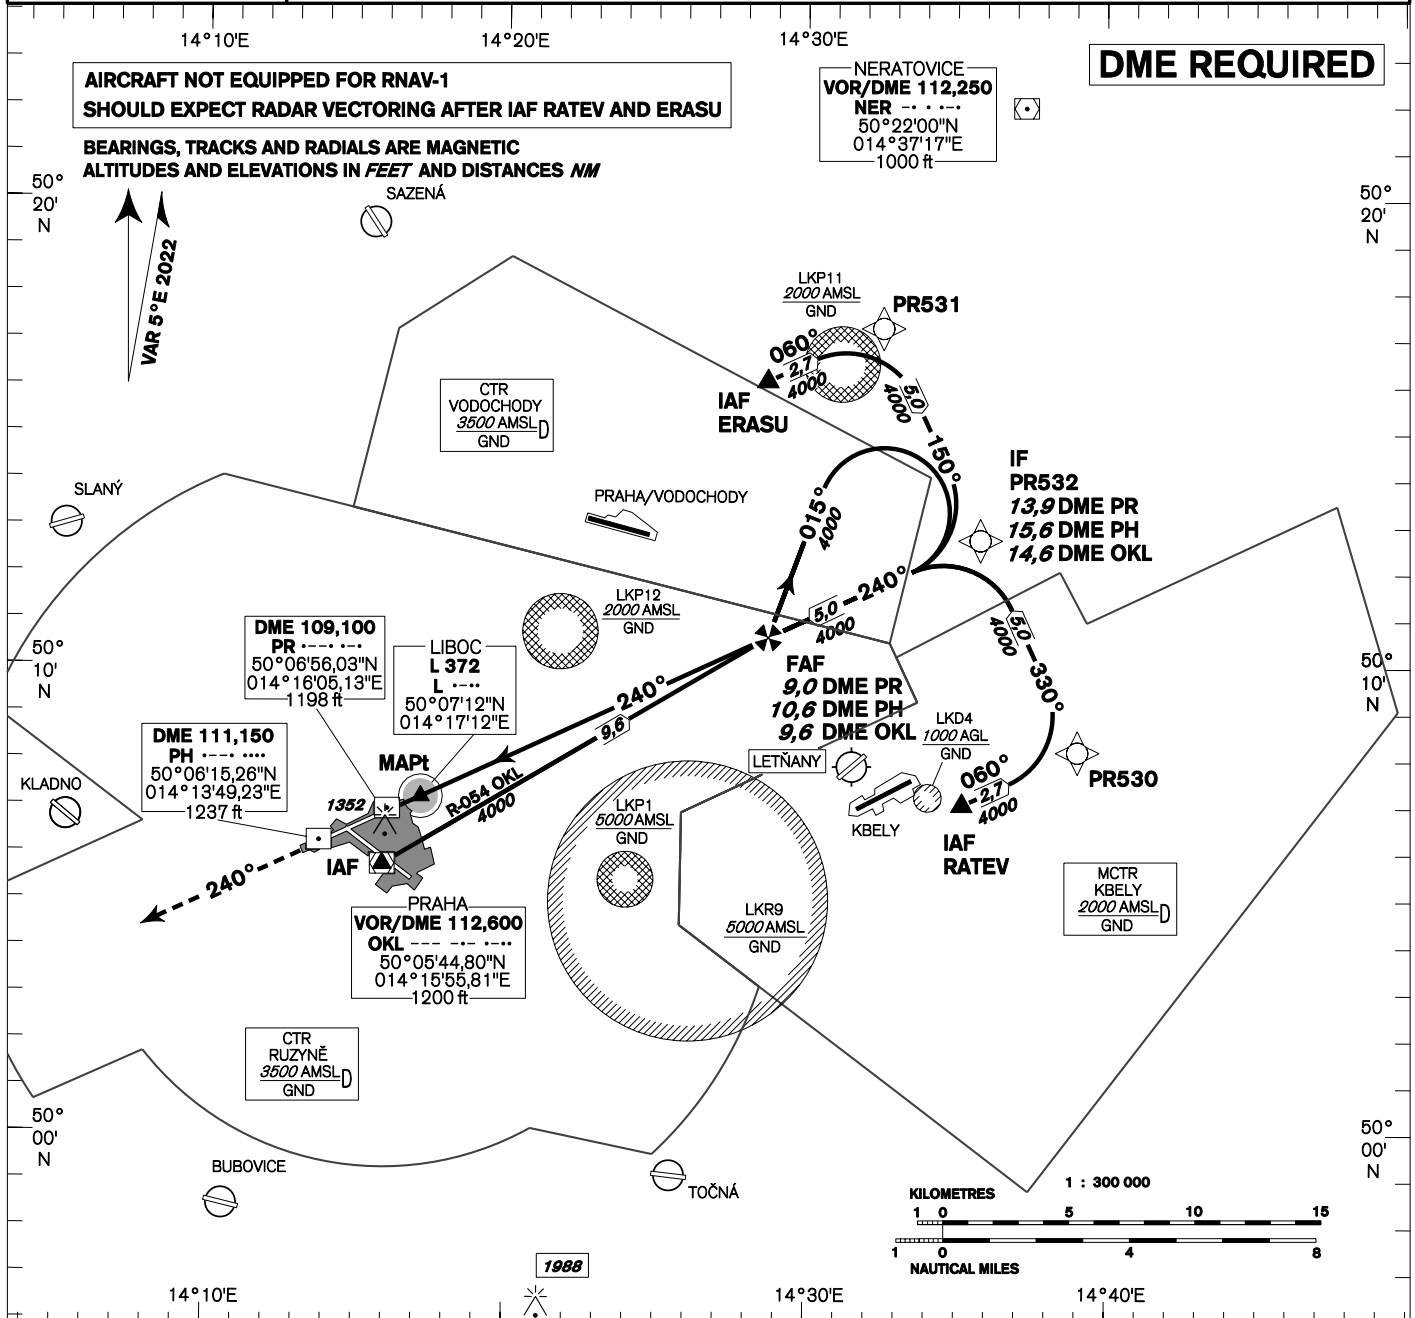 14°10'E
14°20'E
14°30'E
DME REQUIRED
AIRCRAFT NOT EQUIPPED FOR RNAV-1
SHOULD EXPECT RADAR VECTORING AFTER IAF RATEV AND ERASU
BEARINGS, TRACKS AND RADIALS ARE MAGNETIC
ALTITUDES AND ELEVATIONS IN FEET AND DISTANCES NM
NERATOVICE
VOR/DME 112,250
NER -· · ·-·
50°22'00"N
014°37'17"E
1000 ft
50°
20'
N
50°
20'
N
SAZENÁ
VAR 5°E 2022
LKP11
2000 AMSL
GND
PR531
060°
2,7
4000
IAF
ERASU
5,0
4000
150°
CTR
VODOCHODY
3500 AMSL D
GND
IF
PR532
13,9 DME PR
15,6 DME PH
14,6 DME OKL
SLANÝ
PRAHA/VODOCHODY
015°
4000
240°
5,0
4000
LKP12
2000 AMSL
GND
5,0
4000
330°
DME 109,100
PR ·--· ·-·
50°06'56,03"N
014°16'05,13"E
1198 ft
LIBOC
L 372
L ·-··
50°07'12"N
014°17'12"E
50°
10'
N
50°
10'
N
FAF
9,0 DME PR
10,6 DME PH
9,6 DME OKL
240°
9,6
LKD4
1000 AGL
GND
DME 111,150
PH ·--· ····
50°06'15,26"N
014°13'49,23"E
1237 ft
MAPt
LETŇANY
KLADNO
1352
R-054 OKL
4000
LKP1
5000 AMSL
GND
KBELY
060°
2,7
4000
PR530
IAF
RATEV
IAF
240°
PRAHA
VOR/DME 112,600
OKL --- -·- ·-··
50°05'44,80"N
014°15'55,81"E
1200 ft
LKR9
5000 AMSL
GND
MCTR
KBELY
2000 AMSL D
GND
CTR
RUZYNĚ
3500 AMSL D
GND
50°
00'
N
50°
00'
N
BUBOVICE
TOČNÁ
1 : 300 000
KILOMETRES
1 0 5 10 15
1 0 4 8
NAUTICAL MILES
1988
14°10'E
14°30'E
14°40'E